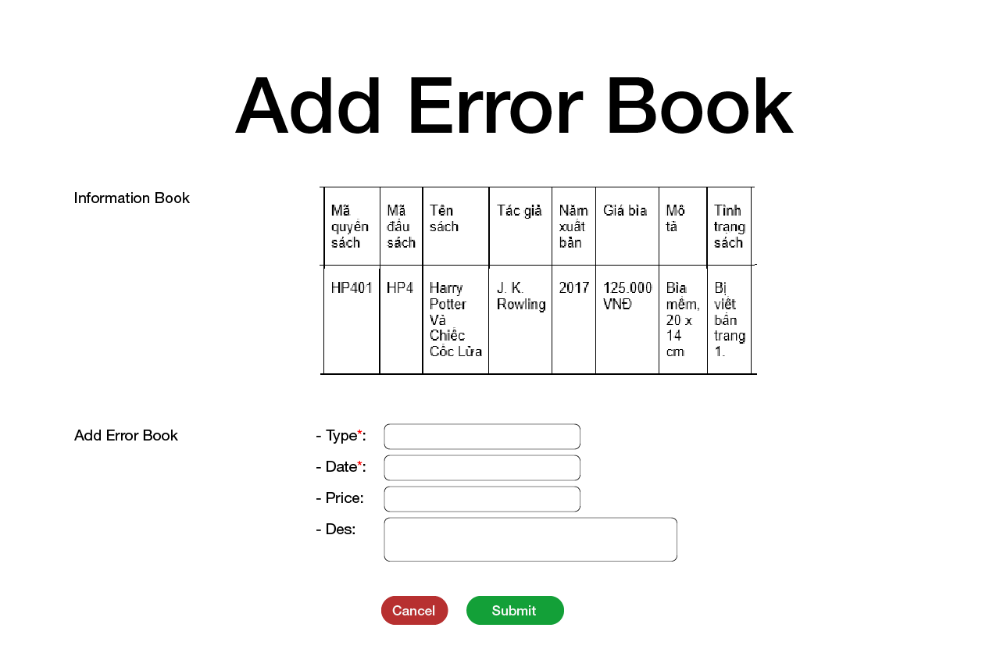 Add Error Book
Information Book
Mã quyển sách | Mã đầu sách | Tên sách | Tác giả | Năm xuất bản | Giá bìa | Mô tả | Tình trạng sách
HP401 | HP4 | Harry Potter Và Chiếc Cốc Lửa | J. K. Rowling | 2017 | 125.000 VNĐ | Bìa mềm, 20 x 14 cm | Bị viết bẩn trang 1.
Add Error Book
- Type*:
- Date*:
- Price:
- Des:
Cancel Submit